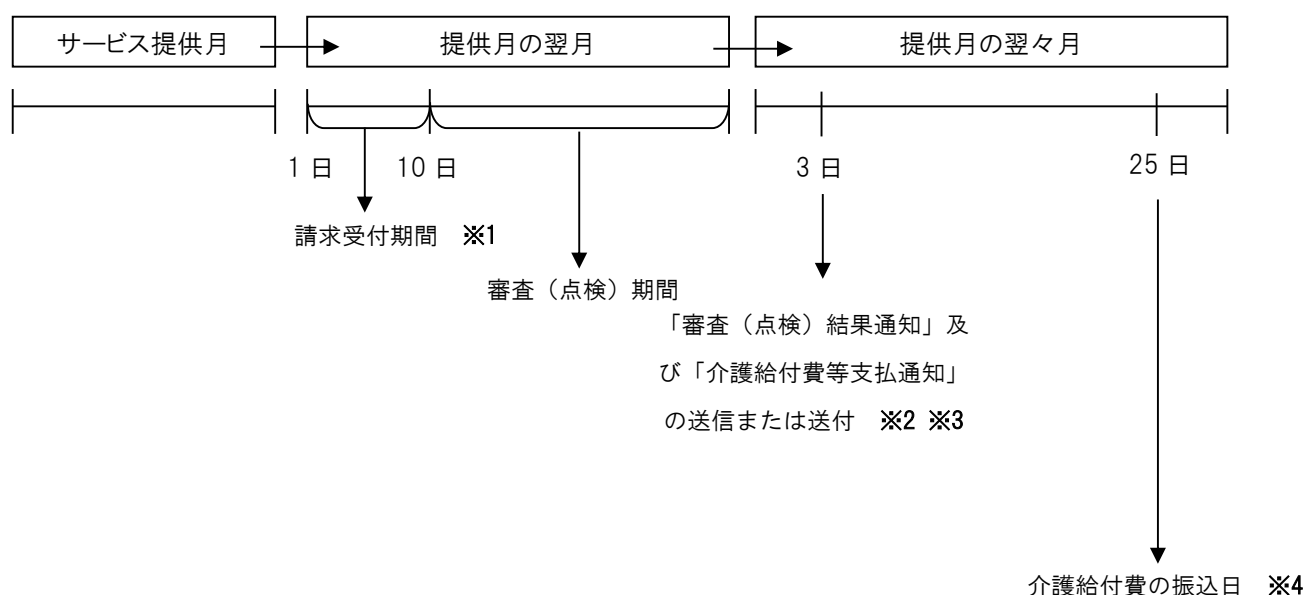 サービス提供月
提供月の翌月
提供月の翌々月
1日
10日
3日
25日
請求受付期間 ※1
審査（点検）期間
「審査（点検）結果通知」及
び「介護給付費等支払通知」
の送信または送付 ※2 ※3
介護給付費の振込日 ※4